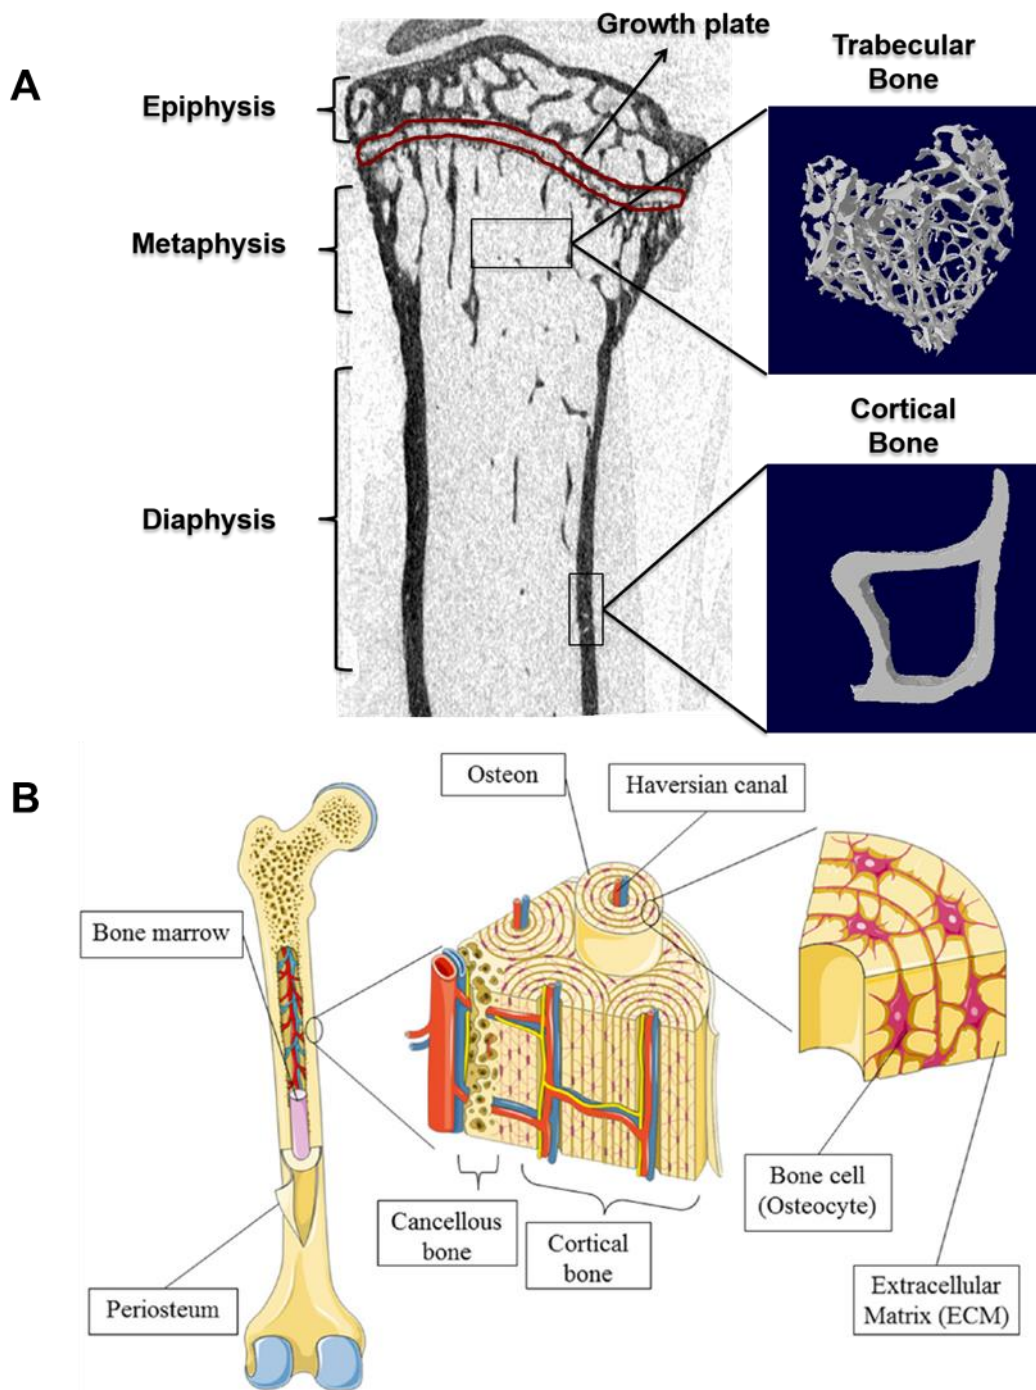 A
Growth plate
Trabecular
Bone
Epiphysis
Metaphysis
Cortical
Bone
Diaphysis
B
Osteon
Haversian canal
Bone marrow
Cancellous
bone
Cortical
bone
Bone cell
(Osteocyte)
Periosteum
Extracellular
Matrix (ECM)